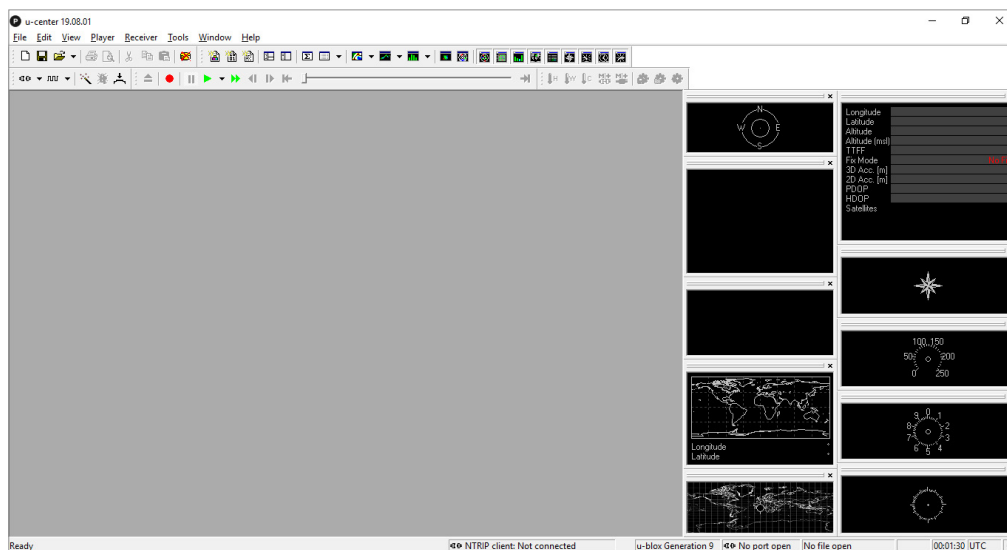 u-center 19.08.01
File Edit View Player Receiver Tools Window Help
N
W E
S
Longitude
Latitude
Altitude
Altitude (msl)
TTFF
Fix Mode
3D Acc. [m]
2D Acc. [m]
PDOP
HDOP
Satellites
100 150
50 200
0 250
9 0 1
8 2
7 3
6 5 4
Longitude °
Latitude °
Ready
NTRIP client: Not connected
u-blox Generation 9
No port open
No file open
00:01:30 UTC